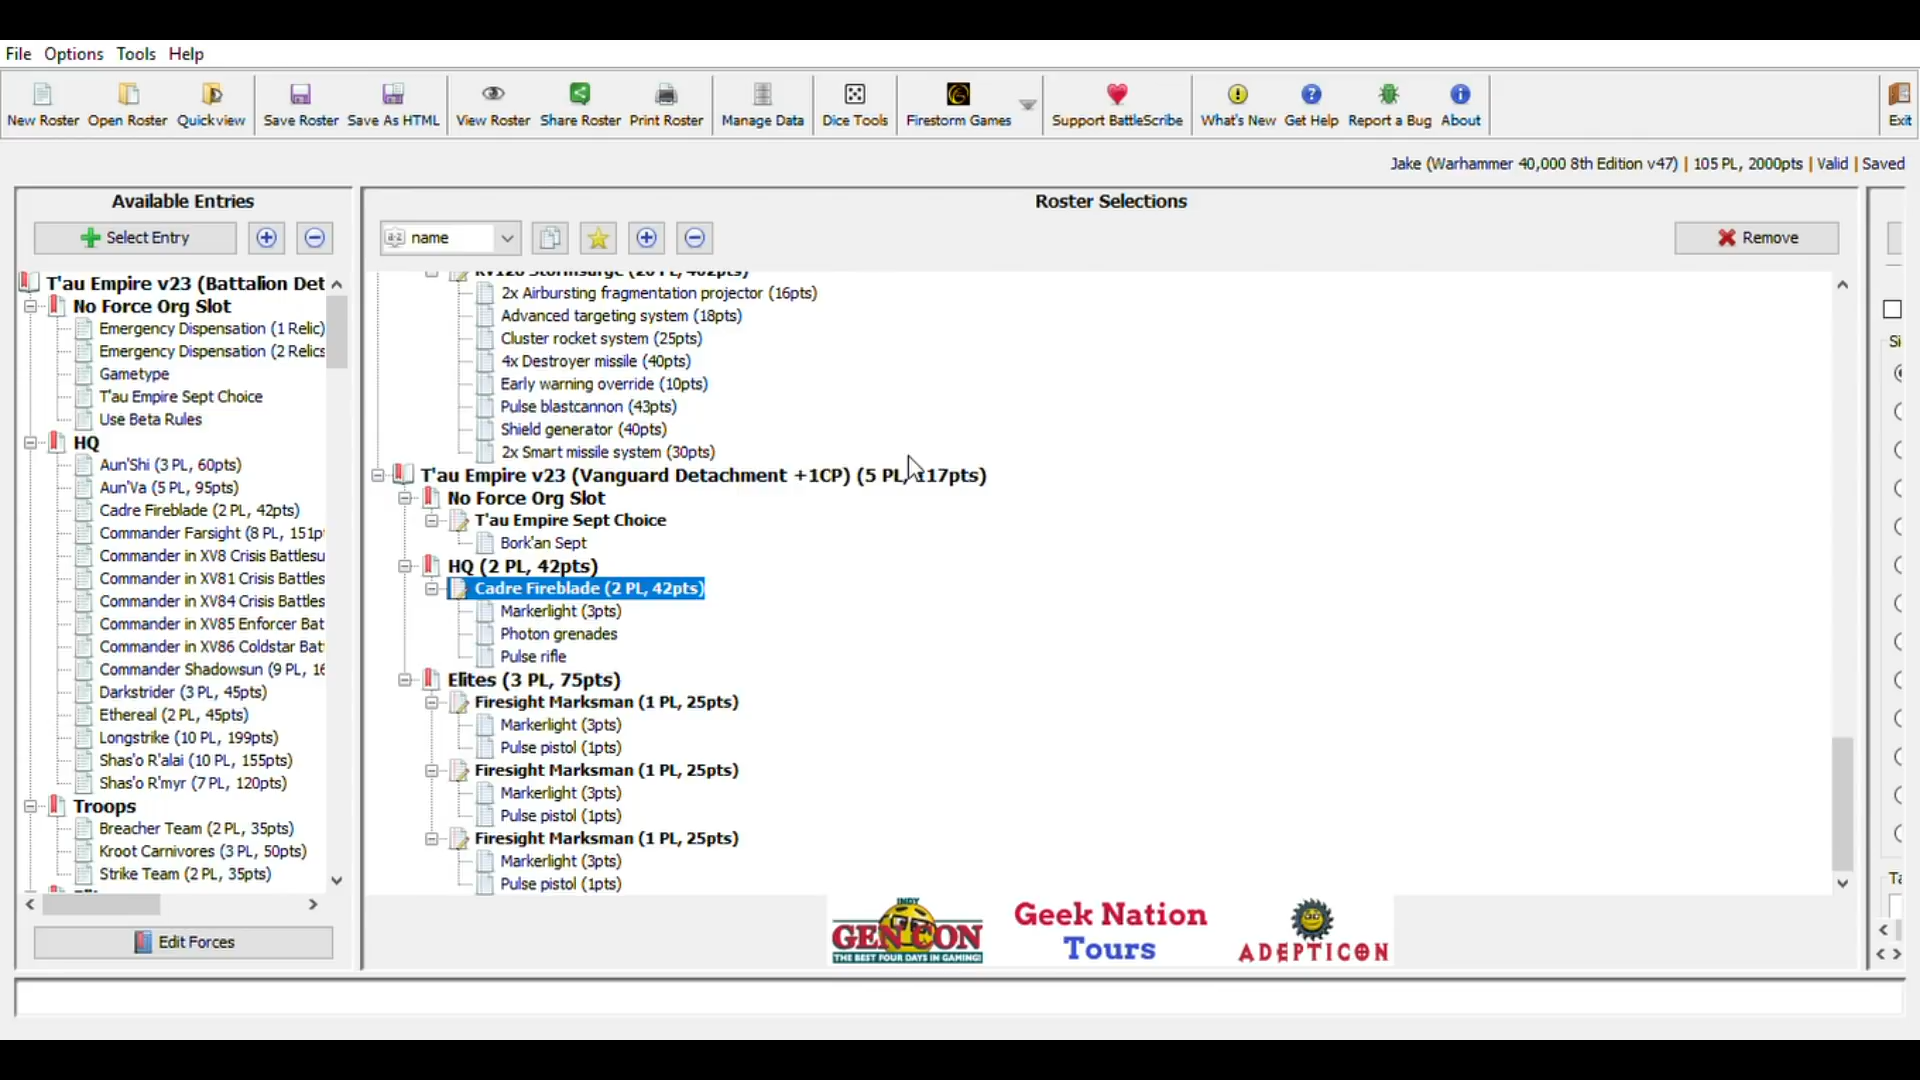 File Options Tools Help
New Roster Open Roster Quickview Save Roster Save As HTML View Roster Share Roster Print Roster Manage Data Dice Tools Firestorm Games Support BattleScribe What's New Get Help Report a Bug About Exit
Jake (Warhammer 40,000 8th Edition v47) | 105 PL, 2000pts | Valid | Saved
Available Entries
Select Entry
T'au Empire v23 (Battalion Det
No Force Org Slot
Emergency Dispensation (1 Relic)
Emergency Dispensation (2 Relics
Gametype
T'au Empire Sept Choice
Use Beta Rules
HQ
Aun'Shi (3 PL, 60pts)
Aun'Va (5 PL, 95pts)
Cadre Fireblade (2 PL, 42pts)
Commander Farsight (8 PL, 151p
Commander in XV8 Crisis Battlesu
Commander in XV81 Crisis Battles
Commander in XV84 Crisis Battles
Commander in XV85 Enforcer Bat
Commander in XV86 Coldstar Bat
Commander Shadowsun (9 PL, 16
Darkstrider (3 PL, 45pts)
Ethereal (2 PL, 45pts)
Longstrike (10 PL, 199pts)
Shas'o R'alai (10 PL, 155pts)
Shas'o R'myr (7 PL, 120pts)
Troops
Breacher Team (2 PL, 35pts)
Kroot Carnivores (3 PL, 50pts)
Strike Team (2 PL, 35pts)
Edit Forces
Roster Selections
name
Remove
KV128 Stormsurge (20 PL, 402pts)
2x Airbursting fragmentation projector (16pts)
Advanced targeting system (18pts)
Cluster rocket system (25pts)
4x Destroyer missile (40pts)
Early warning override (10pts)
Pulse blastcannon (43pts)
Shield generator (40pts)
2x Smart missile system (30pts)
T'au Empire v23 (Vanguard Detachment +1CP) (5 PL, 117pts)
No Force Org Slot
T'au Empire Sept Choice
Bork'an Sept
HQ (2 PL, 42pts)
Cadre Fireblade (2 PL, 42pts)
Markerlight (3pts)
Photon grenades
Pulse rifle
Elites (3 PL, 75pts)
Firesight Marksman (1 PL, 25pts)
Markerlight (3pts)
Pulse pistol (1pts)
Firesight Marksman (1 PL, 25pts)
Markerlight (3pts)
Pulse pistol (1pts)
Firesight Marksman (1 PL, 25pts)
Markerlight (3pts)
Pulse pistol (1pts)
INDY
GEN CON
THE BEST FOUR DAYS IN GAMING!
Geek Nation
Tours
ADEPTICON